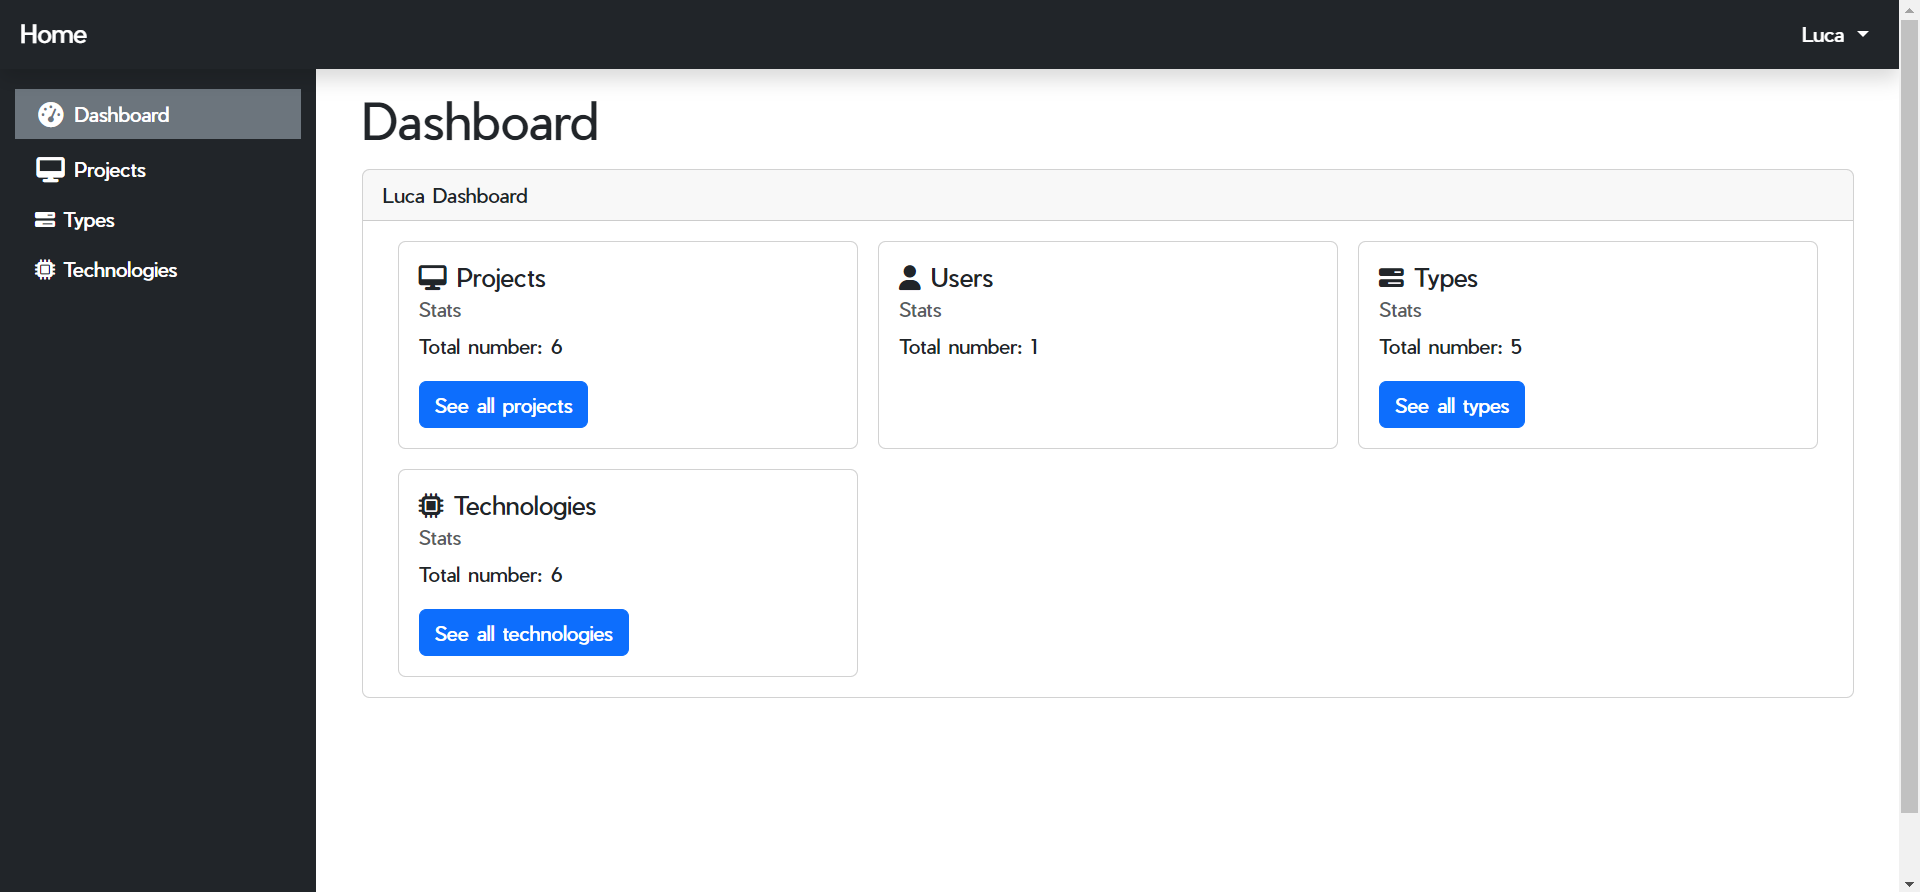 Home
Luca
Dashboard
Projects
Types
Technologies
Dashboard
Luca Dashboard
Projects
Stats
Total number: 6
See all projects
Users
Stats
Total number: 1
Types
Stats
Total number: 5
See all types
Technologies
Stats
Total number: 6
See all technologies